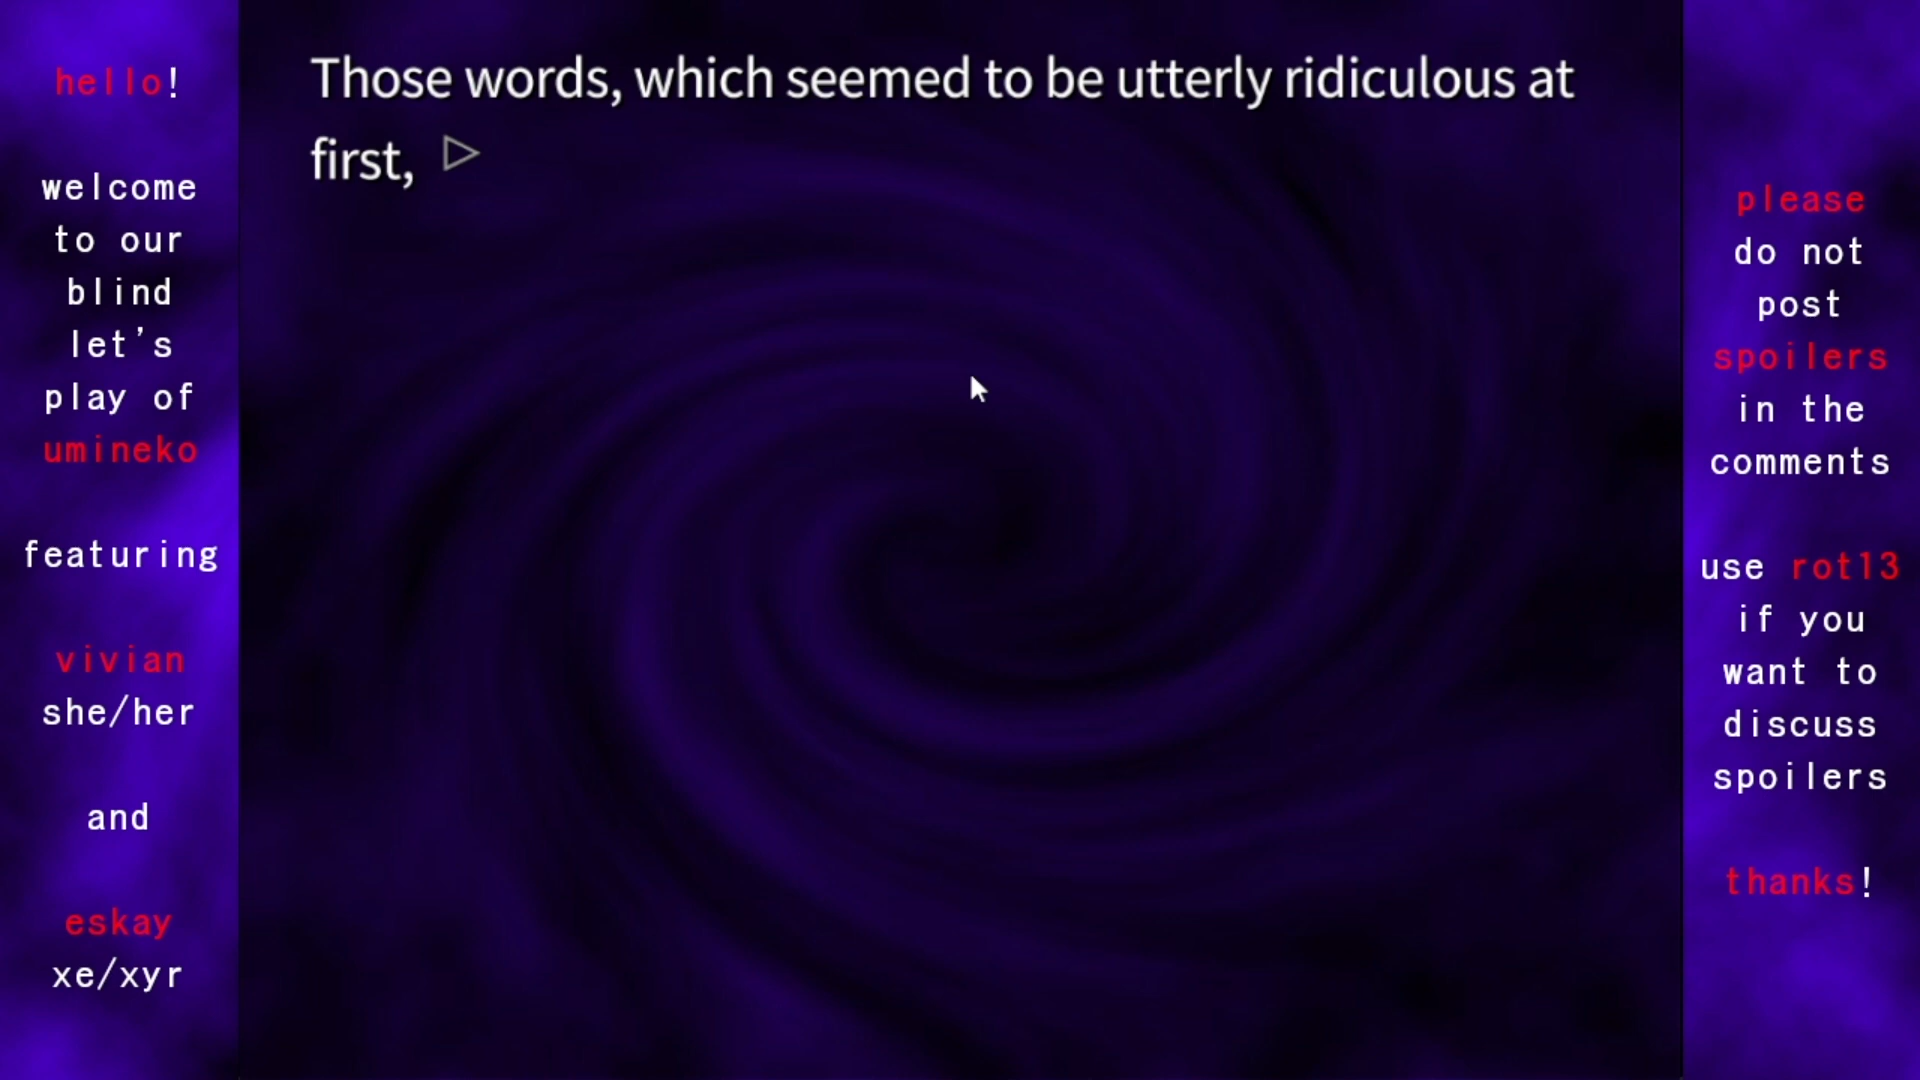 hello!
welcome
to our
blind
let's
play of
umineko
featuring
vivian
she/her
and
eskay
xe/xyr
Those words, which seemed to be utterly ridiculous at
first,
please
do not
post
spoilers
in the
comments
use rot13
if you
want to
discuss
spoilers
thanks!